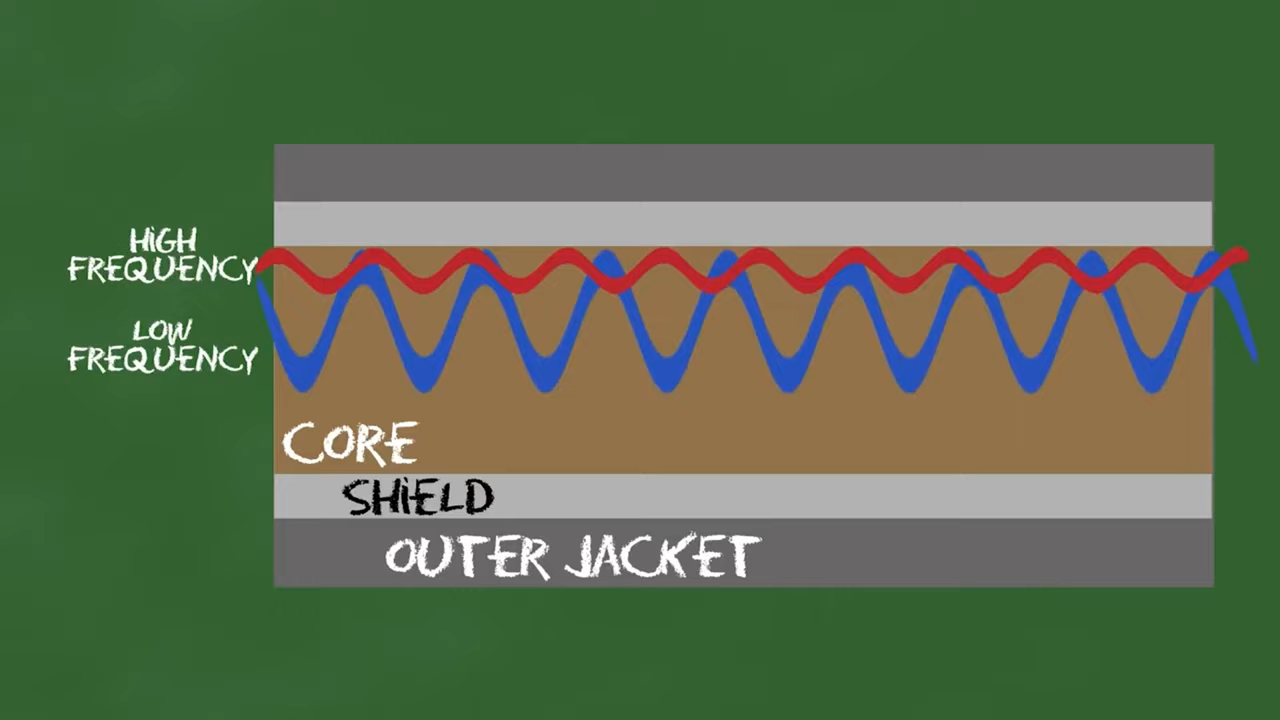 HiGH
FREQUENCY
LOW
FREQUENCY
CORE
SHiELD
OUTER JACKET